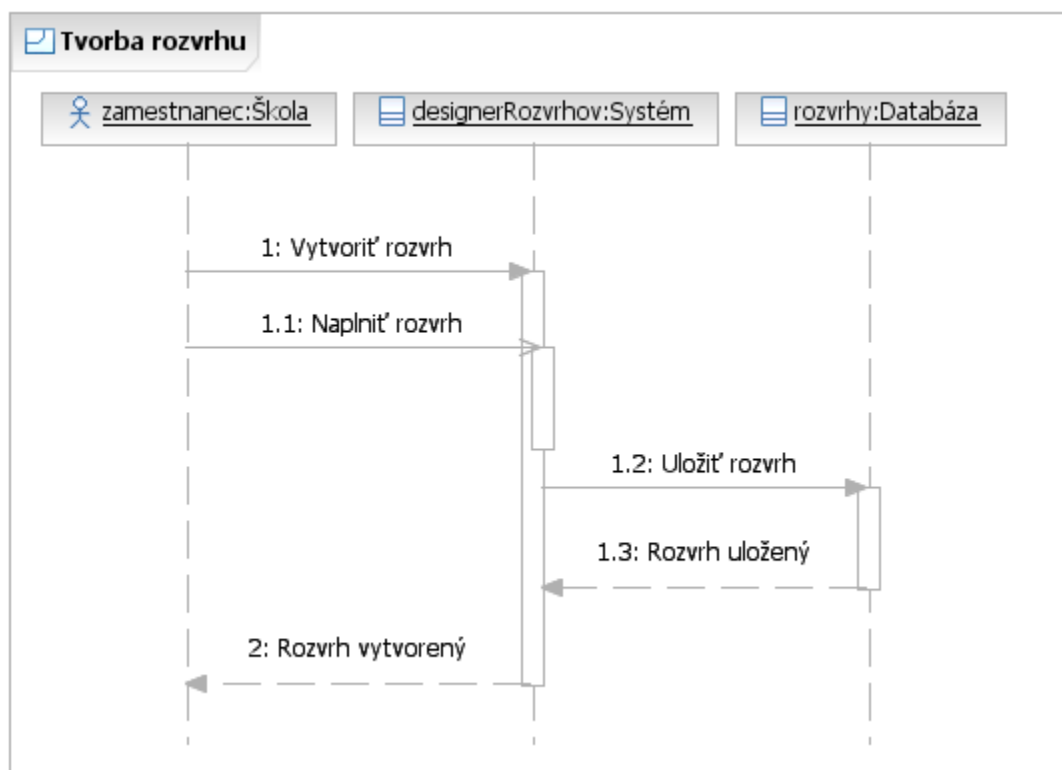 Tvorba rozvrhu
zamestnanec:Škola
designerRozvrhov:Systém
rozvrhy:Databáza
1: Vytvoriť rozvrh
1.1: Naplniť rozvrh
1.2: Uložiť rozvrh
1.3: Rozvrh uložený
2: Rozvrh vytvorený